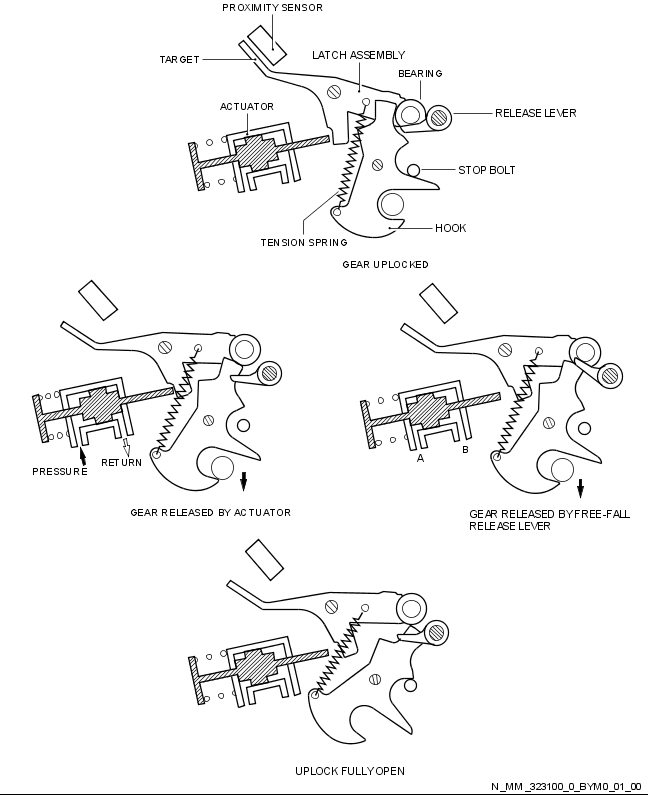 PROXIMITY SENSOR
TARGET
LATCH ASSEMBLY
BEARING
ACTUATOR
RELEASE LEVER
STOP BOLT
HOOK
TENSION SPRING
GEAR UPLOCKED
PRESSURE
RETURN
GEAR RELEASED BY ACTUATOR
A
B
GEAR RELEASED BY FREE-FALL
RELEASE LEVER
UPLOCK FULLY OPEN
N_MM_323100_0_BYM0_01_00